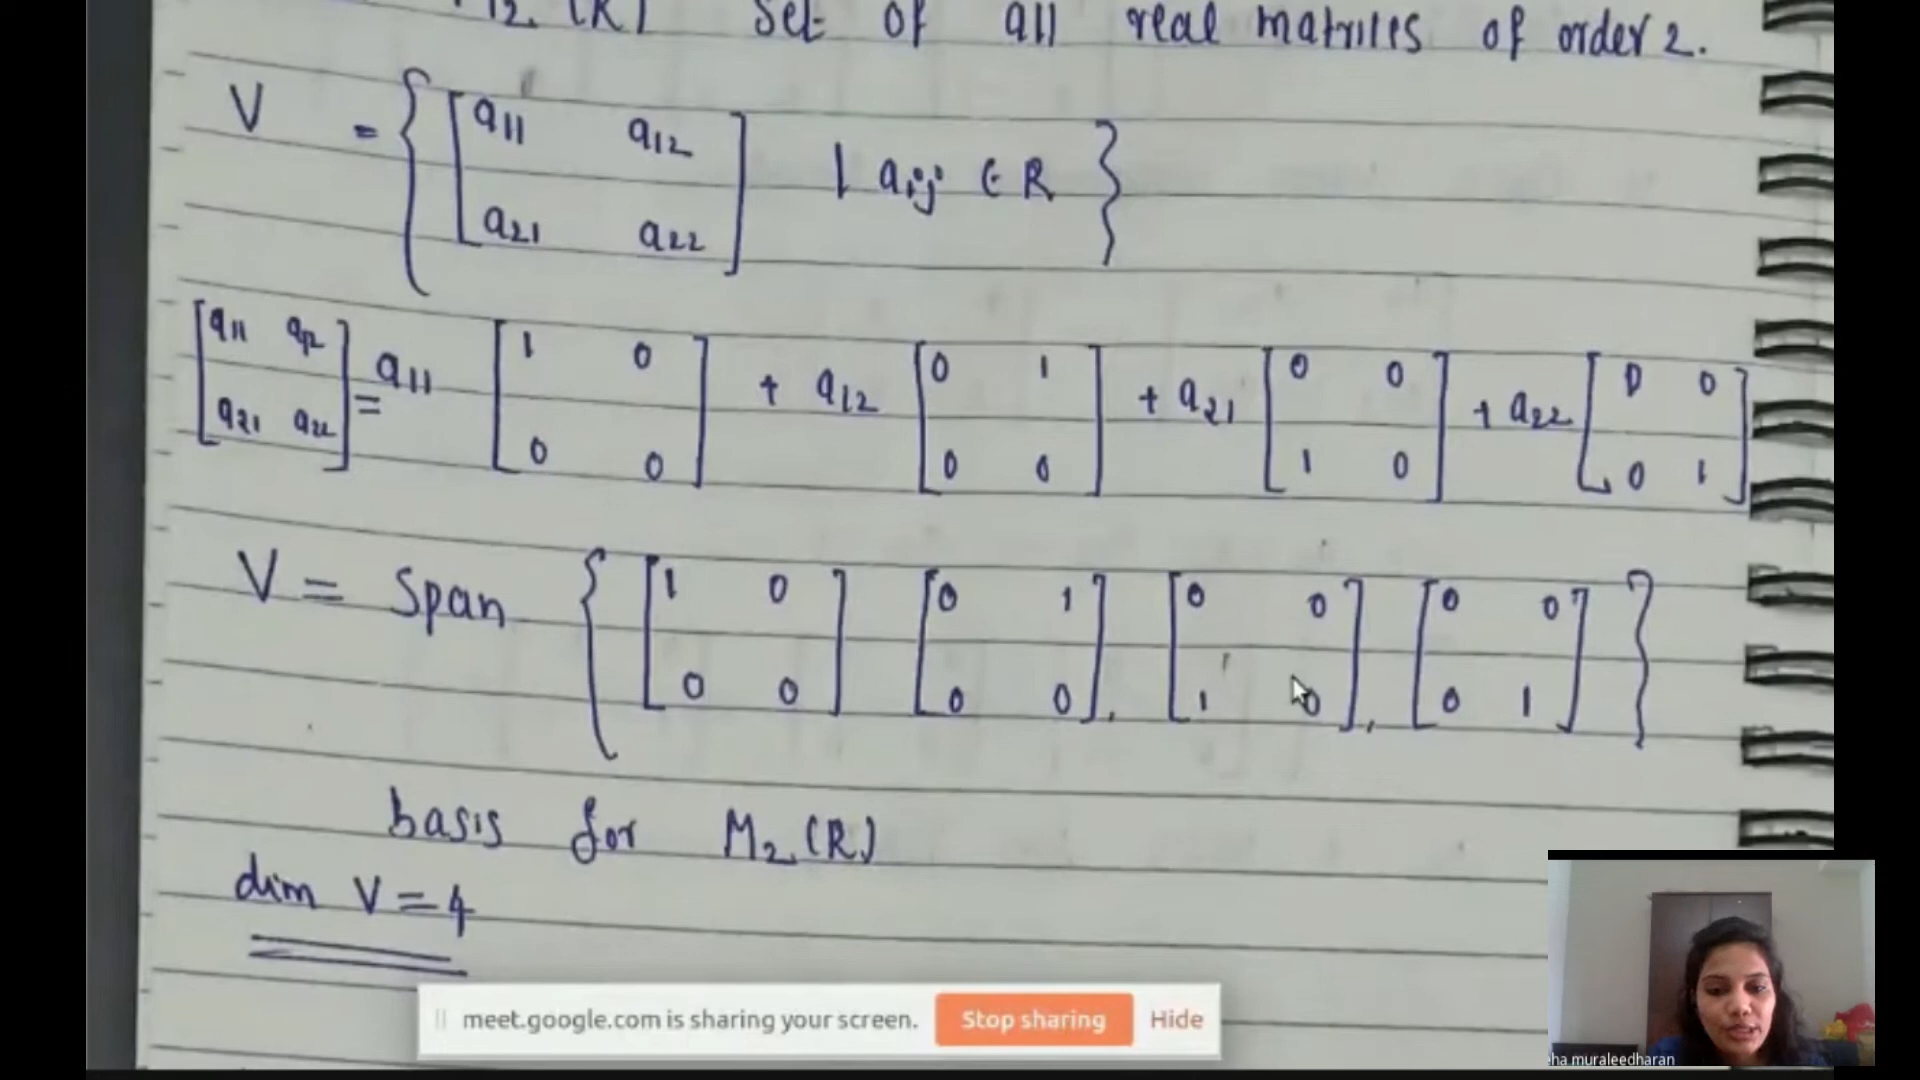 M2 (R) Set of all real matrices of order 2.
V = { [ a11 a12
a21 a22 ] | aij ∈ R }
[ a11 a12
a21 a22 ] = a11 [ 1 0
0 0 ] + a12 [ 0 1
0 0 ] + a21 [ 0 0
1 0 ] + a22 [ 0 0
0 1 ]
V = Span { [ 1 0
0 0 ] [ 0 1
0 0 ], [ 0 0
1 0 ], [ 0 0
0 1 ] }
basis for M2 (R)
dim V = 4
meet.google.com is sharing your screen. Stop sharing Hide
muraleedharan